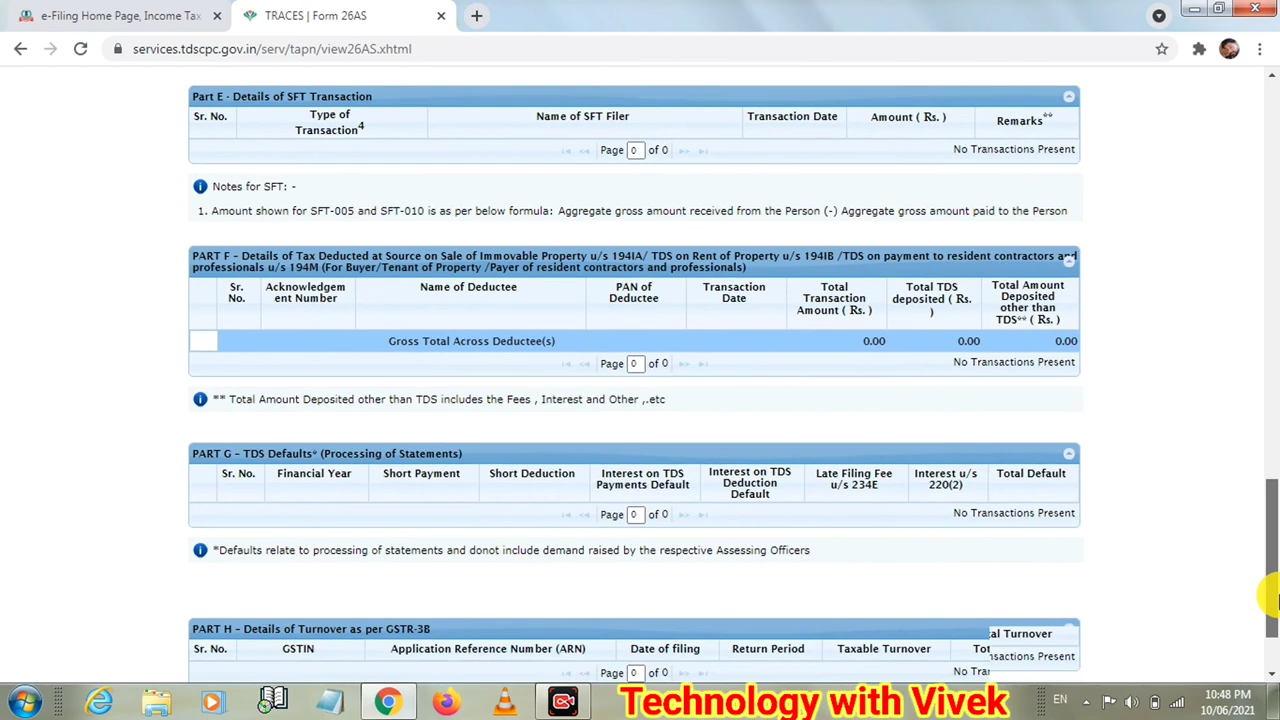 e-Filing Home Page, Income Tax
TRACES | Form 26AS
services.tdscpc.gov.in/serv/tapn/view26AS.xhtml
Part E - Details of SFT Transaction
Sr. No.
Type of
Transaction4
Name of SFT Filer
Transaction Date
Amount ( Rs. )
Remarks**
Page 0 of 0
No Transactions Present
Notes for SFT: -
1. Amount shown for SFT-005 and SFT-010 is as per below formula: Aggregate gross amount received from the Person (-) Aggregate gross amount paid to the Person
PART F - Details of Tax Deducted at Source on Sale of Immovable Property u/s 194IA/ TDS on Rent of Property u/s 194IB /TDS on payment to resident contractors and
professionals u/s 194M (For Buyer/Tenant of Property /Payer of resident contractors and professionals)
Sr.
No.
Acknowledgem
ent Number
Name of Deductee
PAN of
Deductee
Transaction
Date
Total
Transaction
Amount ( Rs. )
Total TDS
deposited ( Rs.
)
Total Amount
Deposited
other than
TDS** ( Rs. )
Gross Total Across Deductee(s) 0.00 0.00 0.00
Page 0 of 0
No Transactions Present
** Total Amount Deposited other than TDS includes the Fees , Interest and Other ,.etc
PART G - TDS Defaults* (Processing of Statements)
Sr. No.
Financial Year
Short Payment
Short Deduction
Interest on TDS
Payments Default
Interest on TDS
Deduction
Default
Late Filing Fee
u/s 234E
Interest u/s
220(2)
Total Default
Page 0 of 0
No Transactions Present
*Defaults relate to processing of statements and donot include demand raised by the respective Assessing Officers
PART H - Details of Turnover as per GSTR-3B
Sr. No.
GSTIN
Application Reference Number (ARN)
Date of filing
Return Period
Taxable Turnover
Tot
al Turnover
nsactions Present
Page 0 of 0
No Tra
Technology with Vivek
EN
10:48 PM
10/06/2021